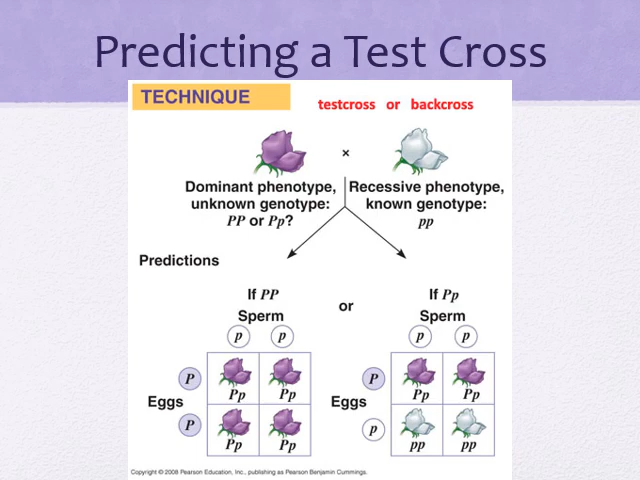 Predicting a Test Cross
TECHNIQUE
testcross or backcross
×
Dominant phenotype,
unknown genotype:
PP or Pp?
Recessive phenotype,
known genotype:
pp
Predictions
If PP
Sperm
p p
or
If Pp
Sperm
p p
Eggs
P
Pp Pp
P
Pp Pp
Eggs
P
Pp Pp
p
pp pp
Copyright © 2008 Pearson Education, Inc., publishing as Pearson Benjamin Cummings.